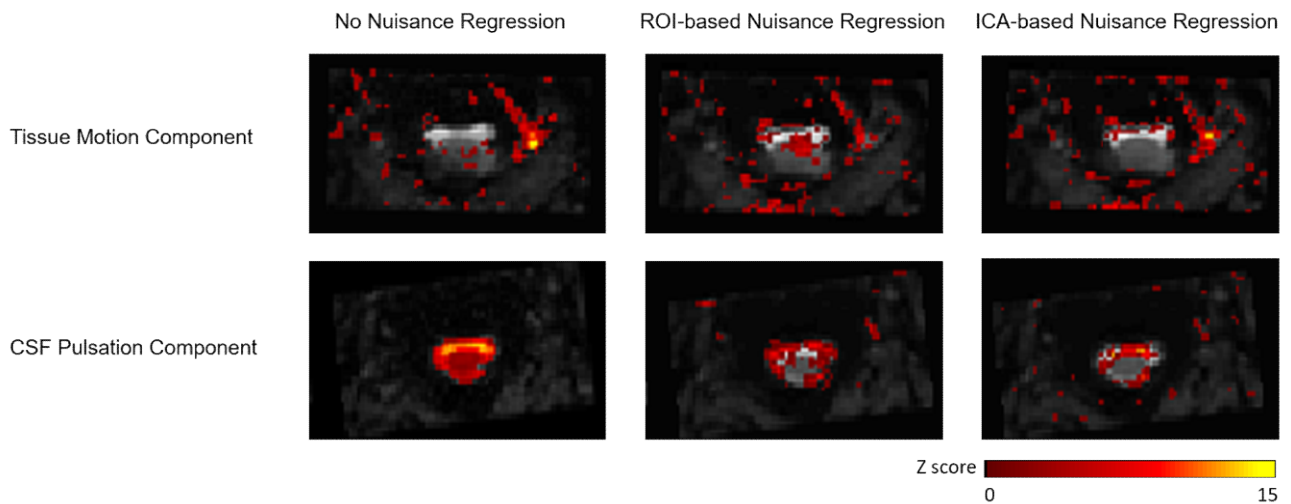 No Nuisance Regression
ROI-based Nuisance Regression
ICA-based Nuisance Regression
Tissue Motion Component
CSF Pulsation Component
Z score
0
15